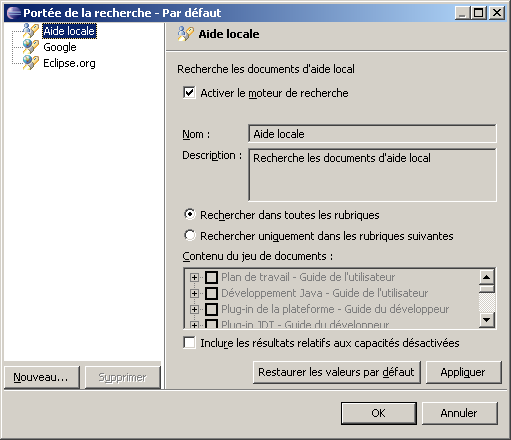 Portée de la recherche - Par défaut
Aide locale
Google
Eclipse.org
Aide locale
Recherche les documents d'aide local
Activer le moteur de recherche
Nom : Aide locale
Description : Recherche les documents d'aide local
Rechercher dans toutes les rubriques
Rechercher uniquement dans les rubriques suivantes
Contenu du jeu de documents :
Plan de travail - Guide de l'utilisateur
Développement Java - Guide de l'utilisateur
Plug-in de la plateforme - Guide du développeur
Plug-in JDT - Guide du développeur
Inclure les résultats relatifs aux capacités désactivées
Nouveau... Supprimer
Restaurer les valeurs par défaut Appliquer
OK Annuler